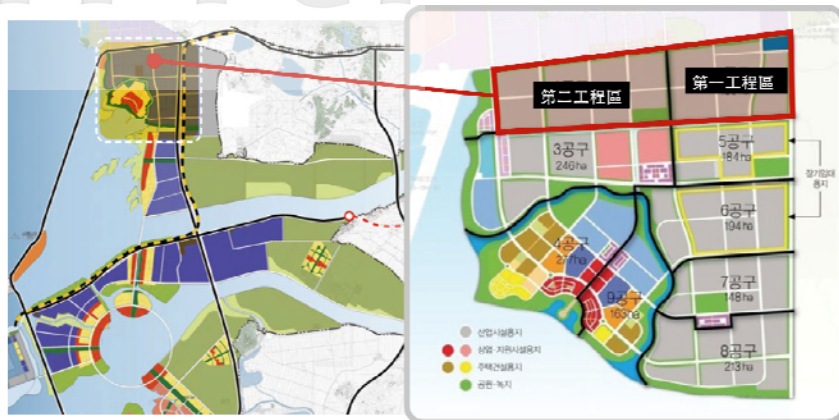 第二工程區
第一工程區
3공구
246ha
5공구
184ha
장기임대
용지
6공구
194ha
4공구
277ha
9공구
163ha
7공구
148ha
8공구
213ha
산업시설용지
상업·지원시설용지
주택건설용지
공원·녹지